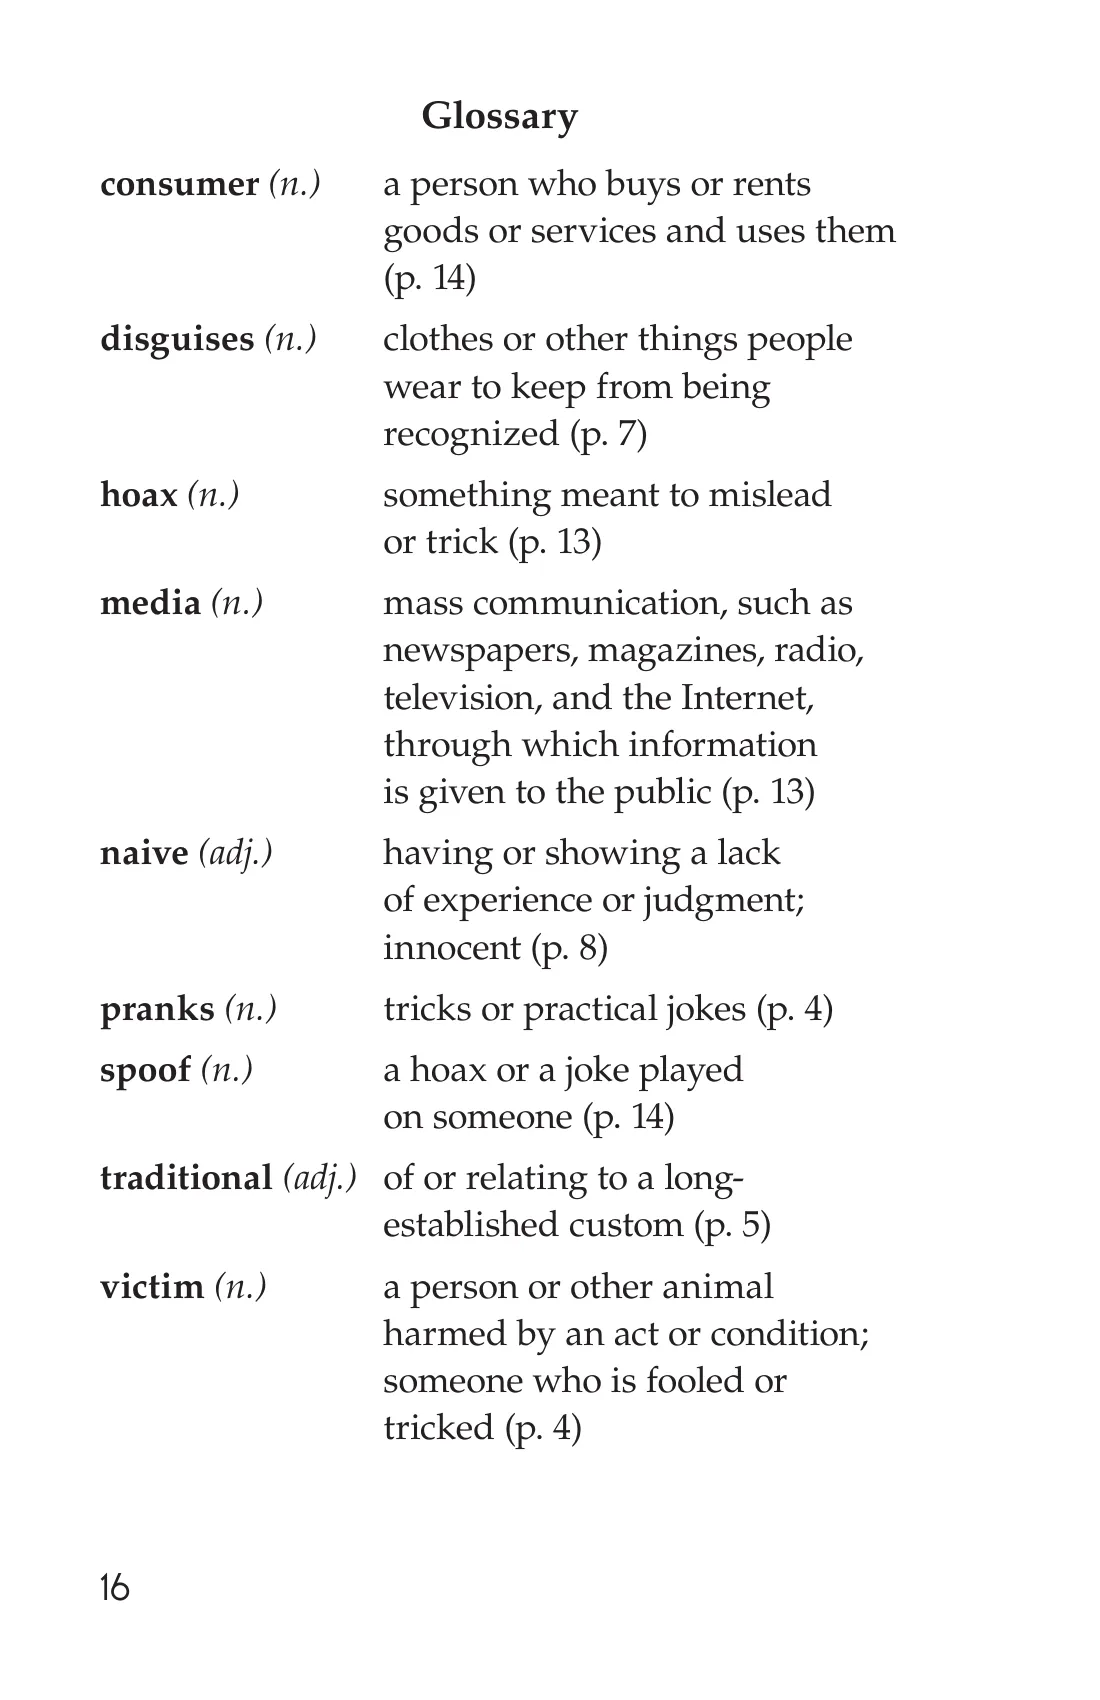 Glossary
consumer (n.) a person who buys or rents
goods or services and uses them
(p. 14)
disguises (n.) clothes or other things people
wear to keep from being
recognized (p. 7)
hoax (n.) something meant to mislead
or trick (p. 13)
media (n.) mass communication, such as
newspapers, magazines, radio,
television, and the Internet,
through which information
is given to the public (p. 13)
naive (adj.) having or showing a lack
of experience or judgment;
innocent (p. 8)
pranks (n.) tricks or practical jokes (p. 4)
spoof (n.) a hoax or a joke played
on someone (p. 14)
traditional (adj.) of or relating to a long-
established custom (p. 5)
victim (n.) a person or other animal
harmed by an act or condition;
someone who is fooled or
tricked (p. 4)
16